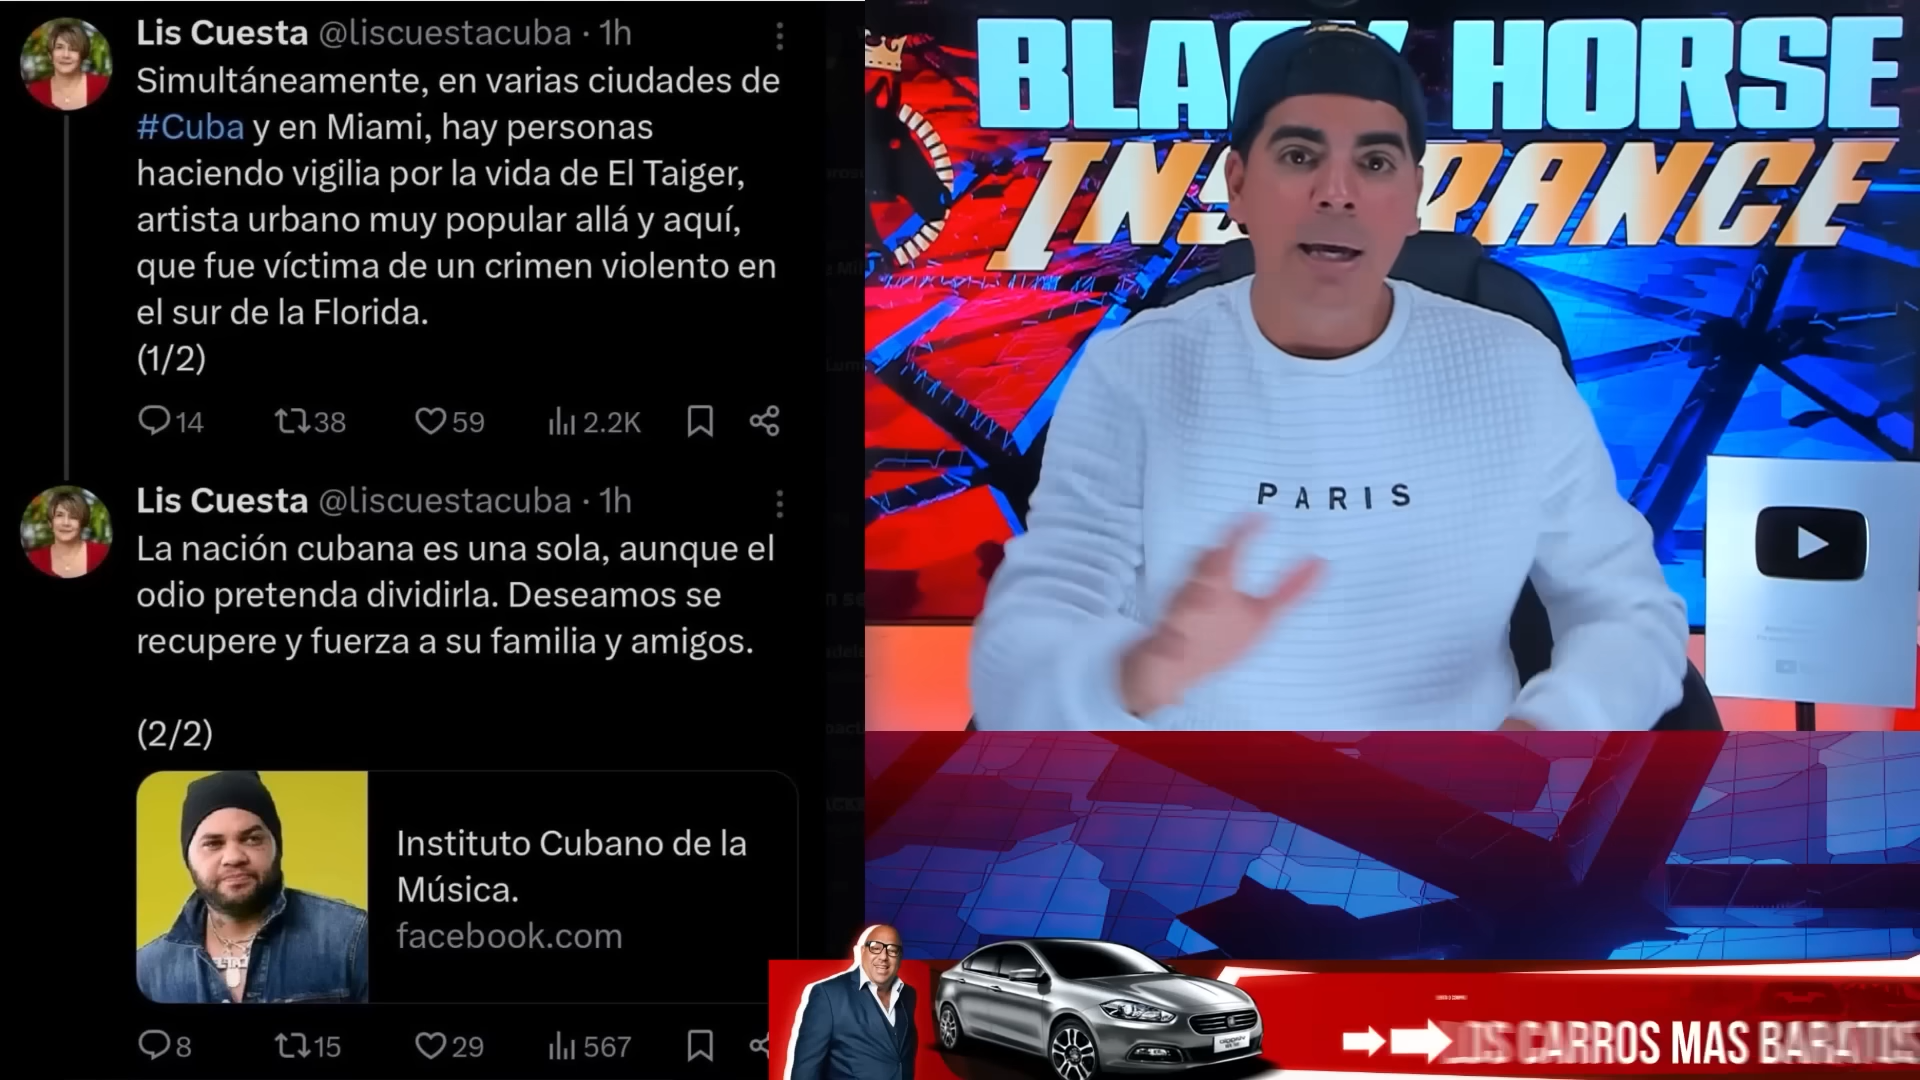 Lis Cuesta @liscuestacuba · 1h
Simultáneamente, en varias ciudades de
#Cuba y en Miami, hay personas
haciendo vigilia por la vida de El Taiger,
artista urbano muy popular allá y aquí,
que fue víctima de un crimen violento en
el sur de la Florida.
(1/2)
14 38 59 2.2K
Lis Cuesta @liscuestacuba · 1h
La nación cubana es una sola, aunque el
odio pretenda dividirla. Deseamos se
recupere y fuerza a su familia y amigos.
(2/2)
Instituto Cubano de la
Música.
facebook.com
8 15 29 567
BLACK HORSE
INSURANCE
PARIS
LOS CARROS MAS BARATOS